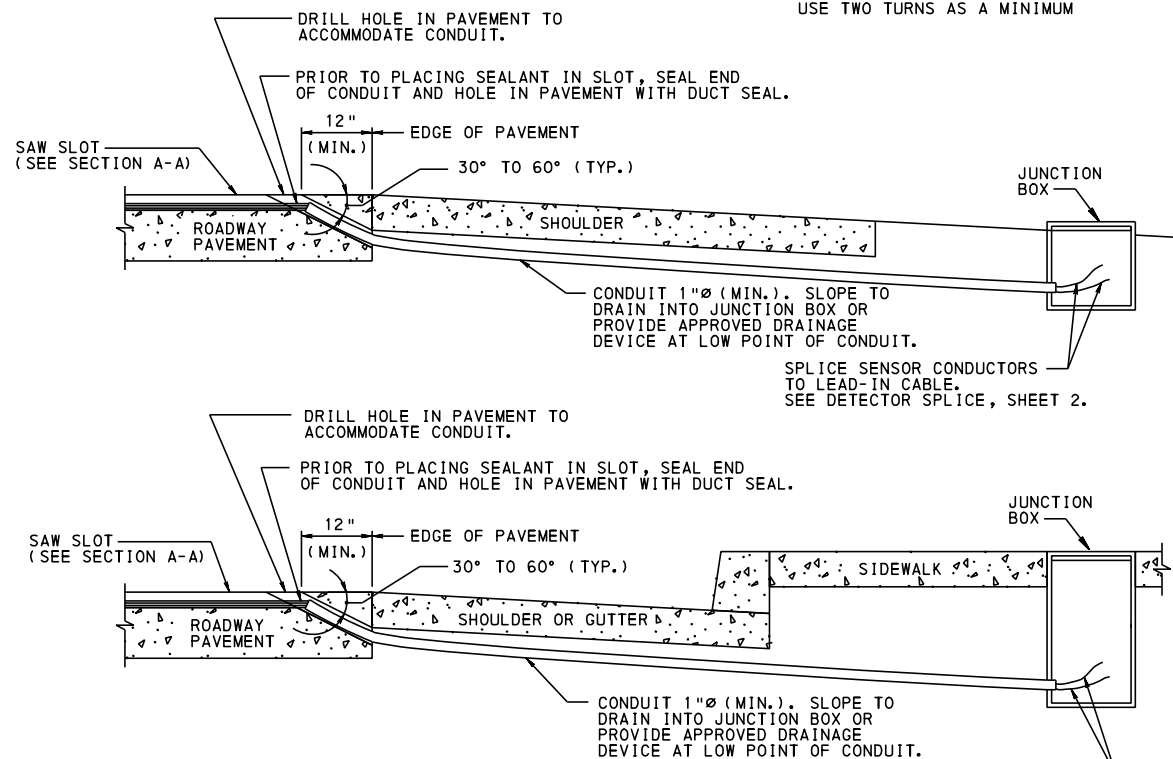 USE TWO TURNS AS A MINIMUM
DRILL HOLE IN PAVEMENT TO
ACCOMMODATE CONDUIT.
PRIOR TO PLACING SEALANT IN SLOT, SEAL END
OF CONDUIT AND HOLE IN PAVEMENT WITH DUCT SEAL.
12"
(MIN.)
EDGE OF PAVEMENT
SAW SLOT
(SEE SECTION A-A)
30° TO 60° (TYP.)
JUNCTION
BOX
ROADWAY
PAVEMENT
SHOULDER
CONDUIT 1"Ø (MIN.). SLOPE TO
DRAIN INTO JUNCTION BOX OR
PROVIDE APPROVED DRAINAGE
DEVICE AT LOW POINT OF CONDUIT.
SPLICE SENSOR CONDUCTORS
TO LEAD-IN CABLE.
SEE DETECTOR SPLICE, SHEET 2.
DRILL HOLE IN PAVEMENT TO
ACCOMMODATE CONDUIT.
PRIOR TO PLACING SEALANT IN SLOT, SEAL END
OF CONDUIT AND HOLE IN PAVEMENT WITH DUCT SEAL.
12"
(MIN.)
EDGE OF PAVEMENT
SAW SLOT
(SEE SECTION A-A)
30° TO 60° (TYP.)
JUNCTION
BOX
SIDEWALK
ROADWAY
PAVEMENT
SHOULDER OR GUTTER
CONDUIT 1"Ø (MIN.). SLOPE TO
DRAIN INTO JUNCTION BOX OR
PROVIDE APPROVED DRAINAGE
DEVICE AT LOW POINT OF CONDUIT.